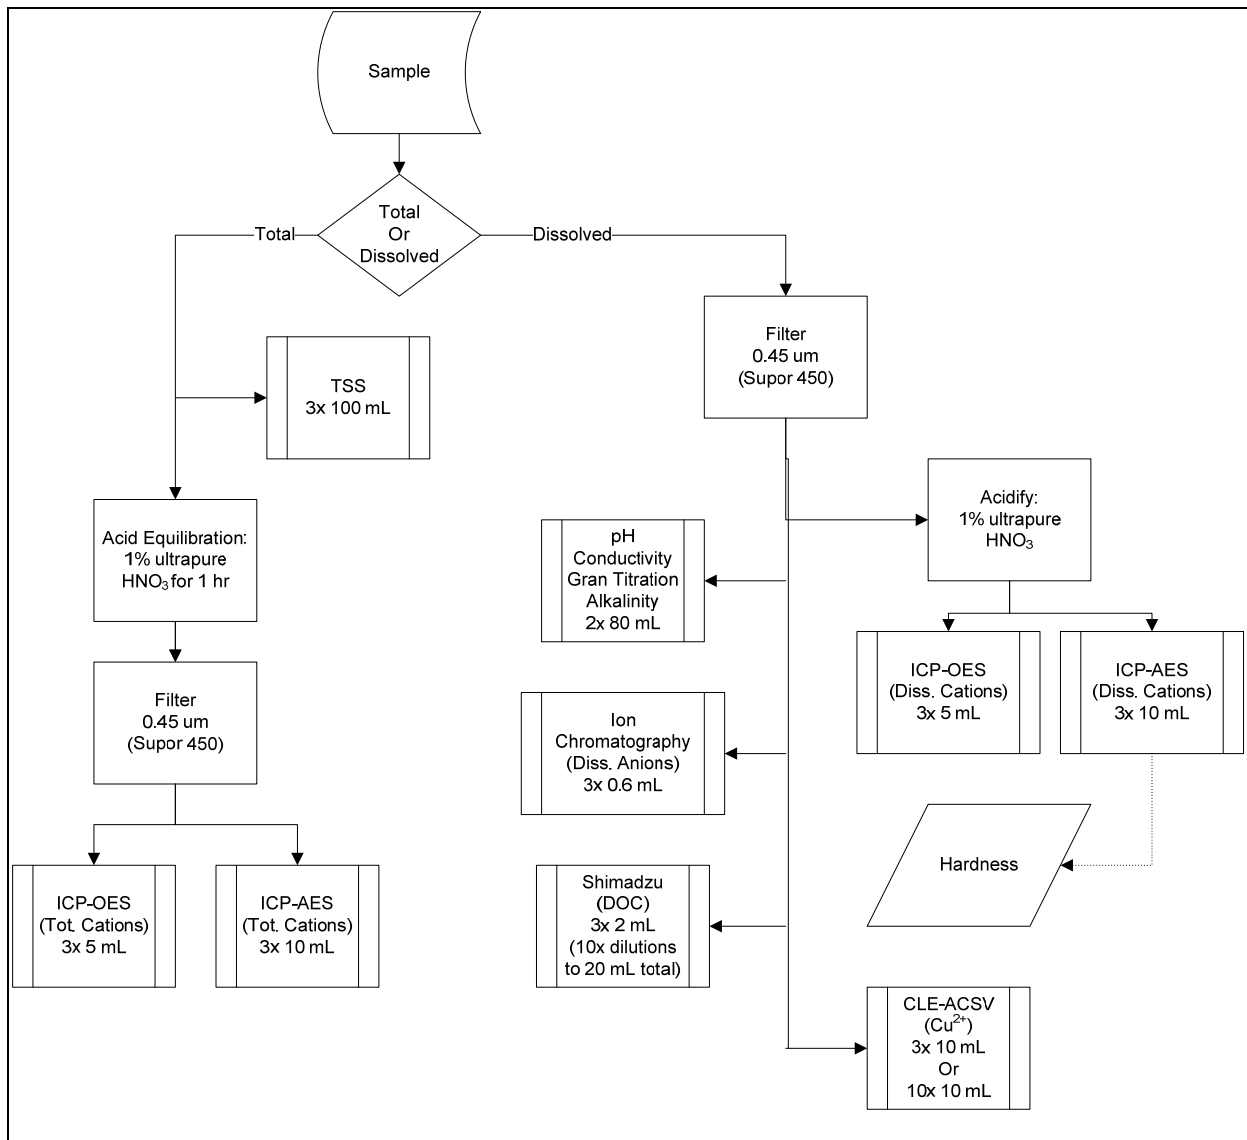 Sample
Total
Or
Dissolved
Total
Dissolved
Filter
0.45 um
(Supor 450)
TSS
3x 100 mL
Acid Equilibration:
1% ultrapure
HNO₃ for 1 hr
Filter
0.45 um
(Supor 450)
ICP-OES
(Tot. Cations)
3x 5 mL
ICP-AES
(Tot. Cations)
3x 10 mL
pH
Conductivity
Gran Titration
Alkalinity
2x 80 mL
Ion
Chromatography
(Diss. Anions)
3x 0.6 mL
Shimadzu
(DOC)
3x 2 mL
(10x dilutions
to 20 mL total)
Acidify:
1% ultrapure
HNO₃
ICP-OES
(Diss. Cations)
3x 5 mL
ICP-AES
(Diss. Cations)
3x 10 mL
Hardness
CLE-ACSV
(Cu²⁺)
3x 10 mL
Or
10x 10 mL